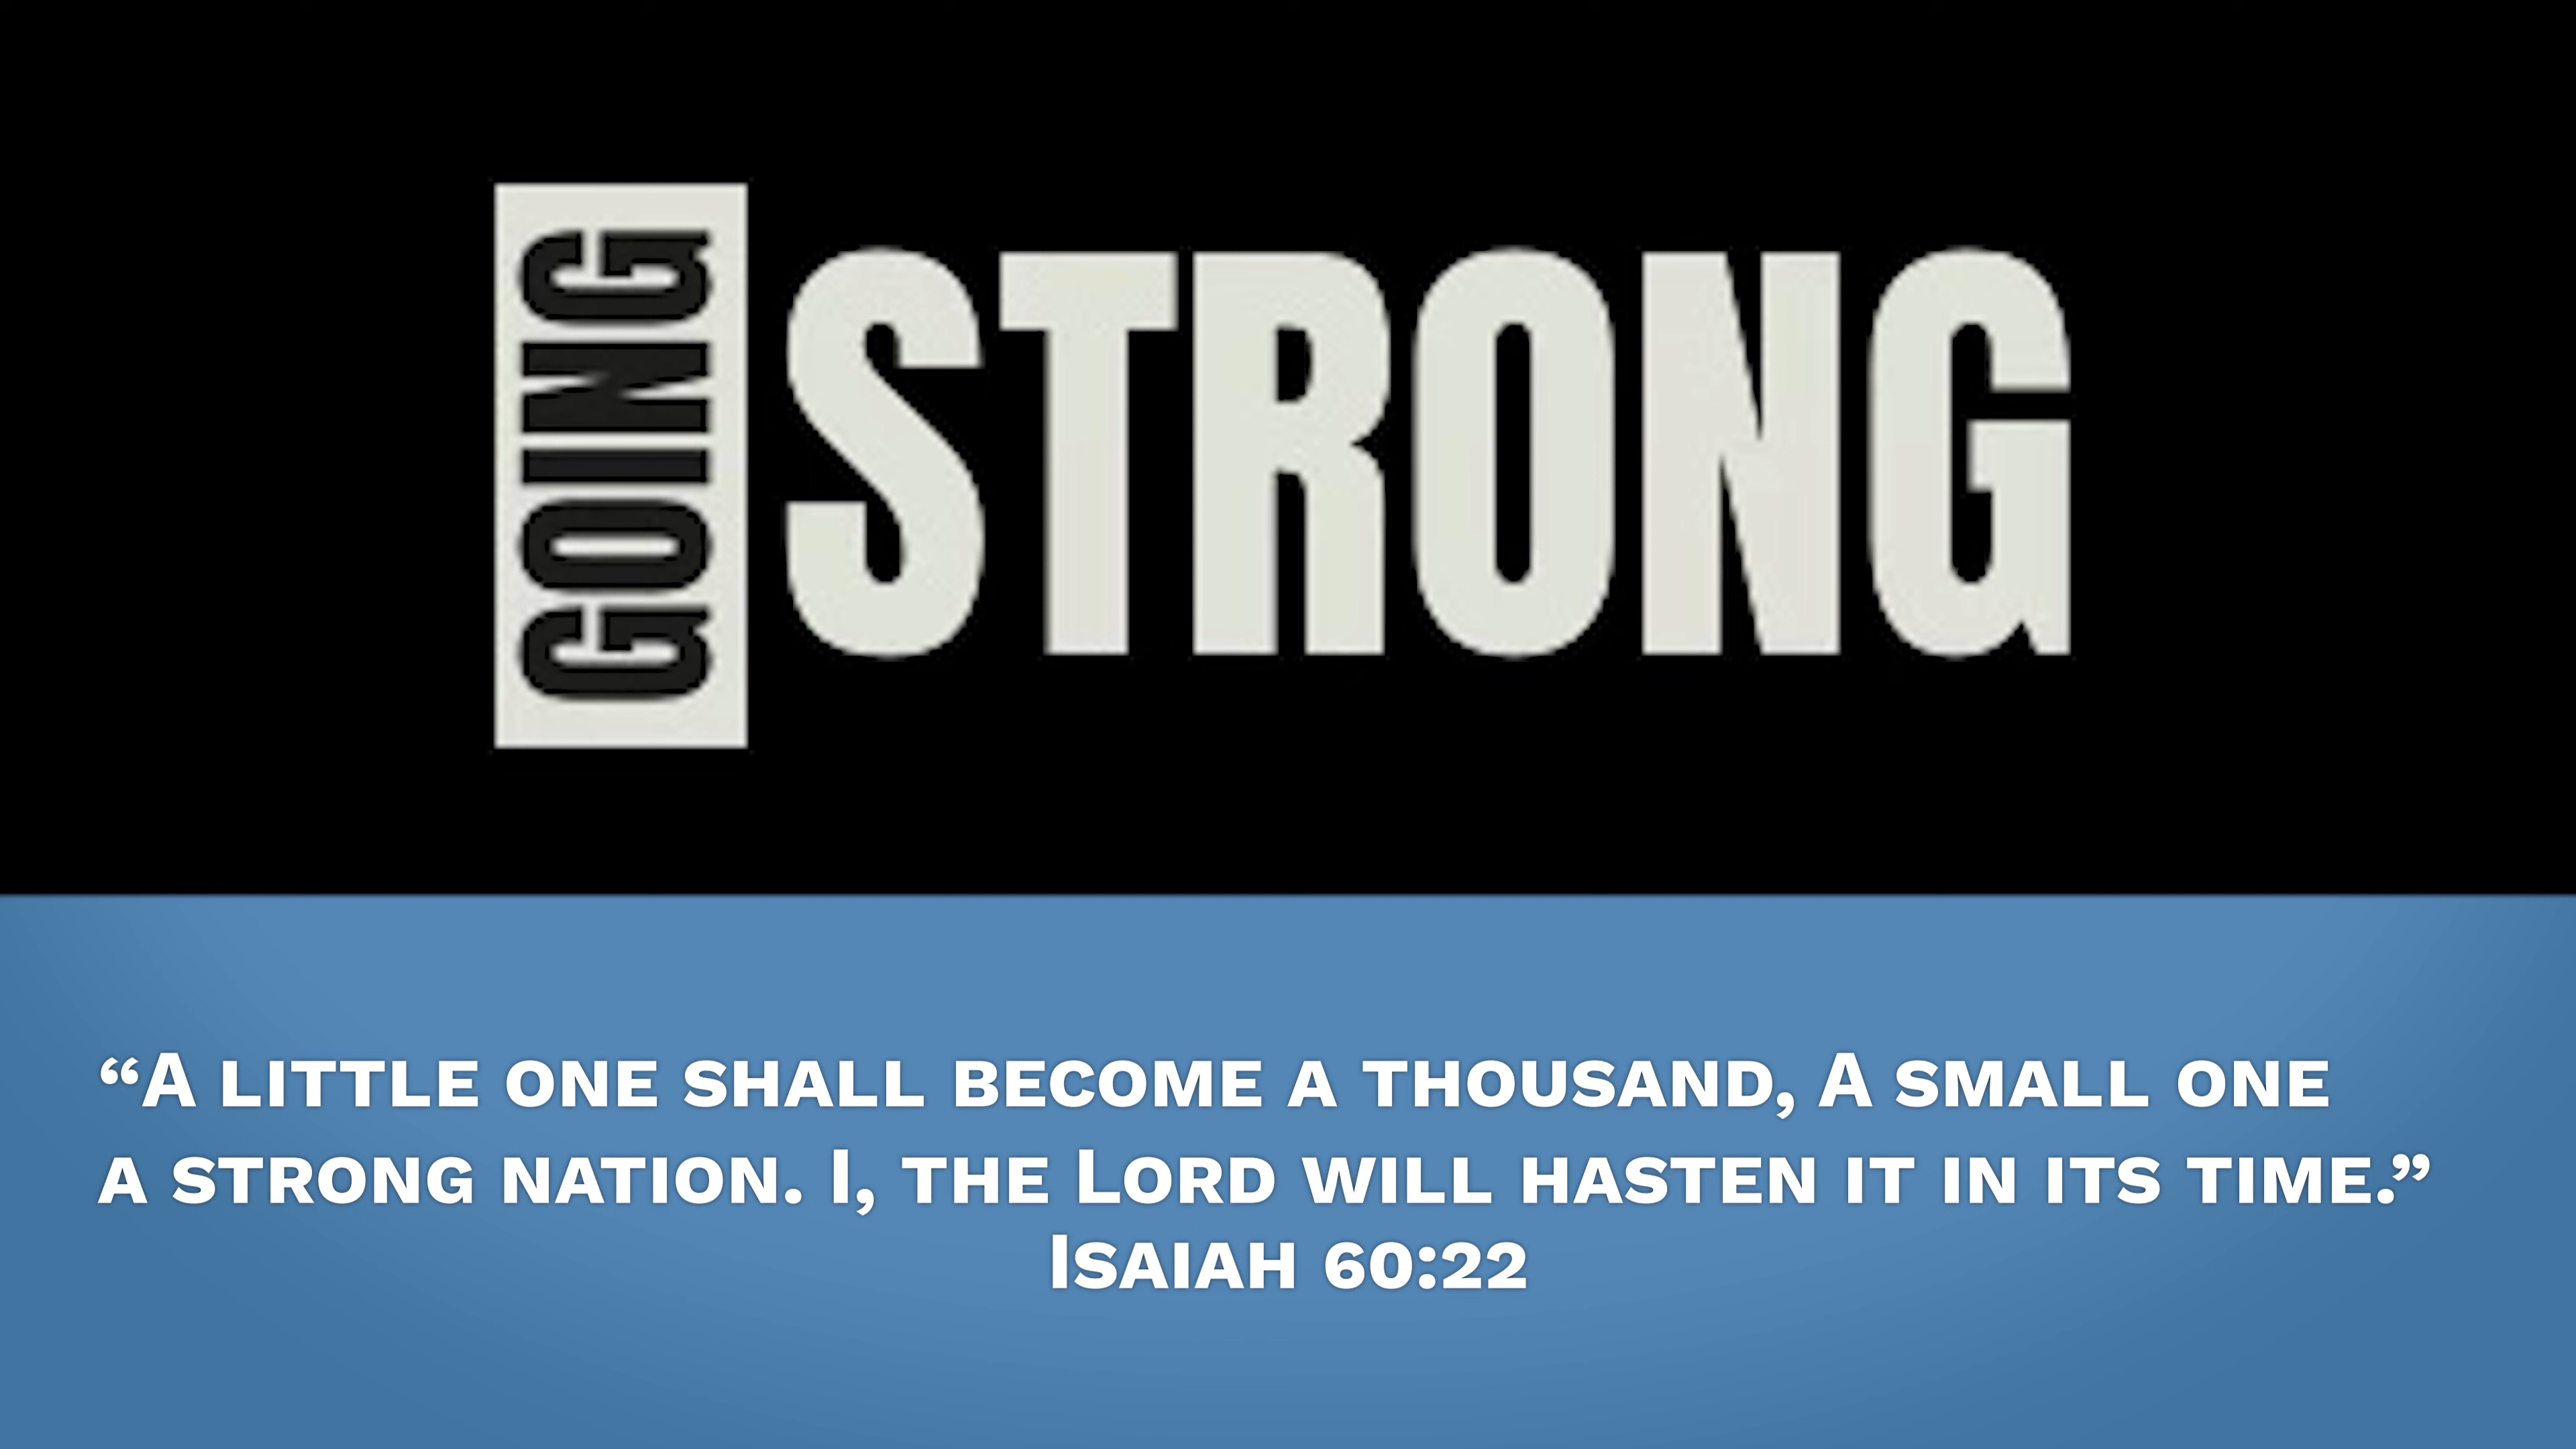 GOING
STRONG
“A little one shall become a thousand, A small one
a strong nation. I, the Lord will hasten it in its time.”
Isaiah 60:22